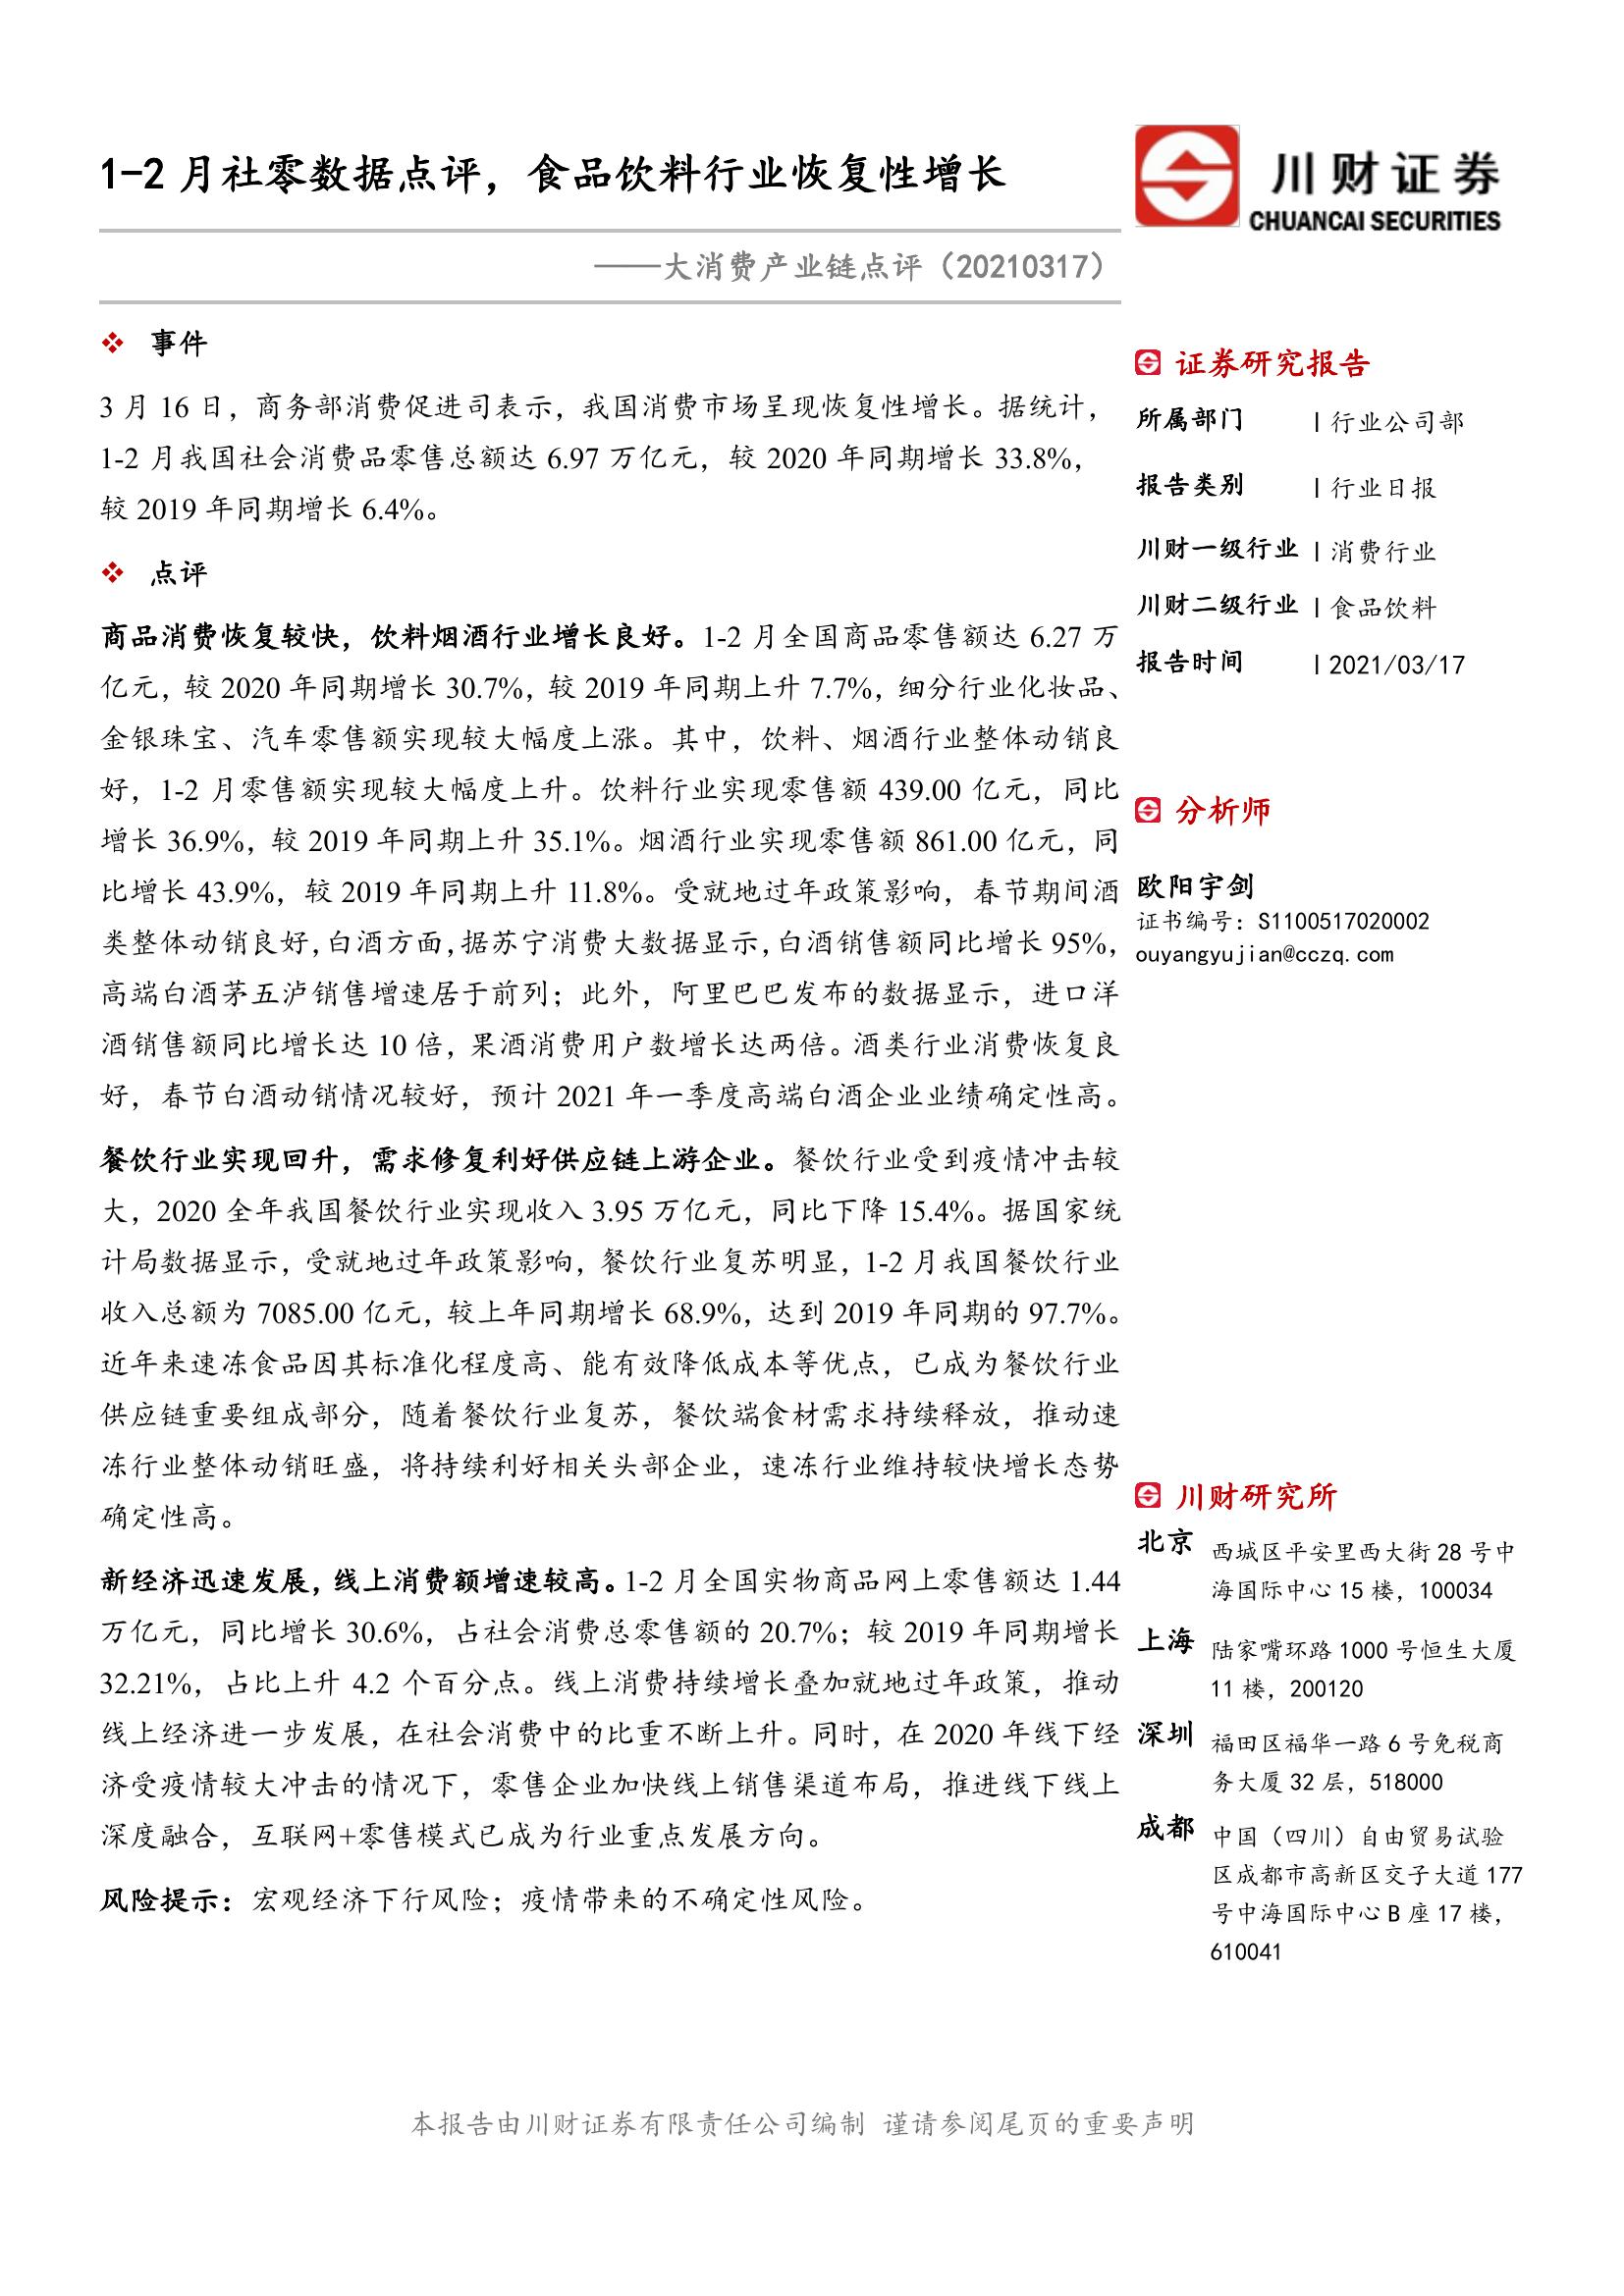 1-2 月社零数据点评，食品饮料行业恢复性增长
——大消费产业链点评（20210317）
川财证券
CHUANCAI SECURITIES
事件
3 月 16 日，商务部消费促进司表示，我国消费市场呈现恢复性增长。据统计，
1-2 月我国社会消费品零售总额达 6.97 万亿元，较 2020 年同期增长 33.8%，
较 2019 年同期增长 6.4%。
点评
商品消费恢复较快，饮料烟酒行业增长良好。1-2 月全国商品零售额达 6.27 万
亿元，较 2020 年同期增长 30.7%，较 2019 年同期上升 7.7%，细分行业化妆品、
金银珠宝、汽车零售额实现较大幅度上涨。其中，饮料、烟酒行业整体动销良
好，1-2 月零售额实现较大幅度上升。饮料行业实现零售额 439.00 亿元，同比
增长 36.9%，较 2019 年同期上升 35.1%。烟酒行业实现零售额 861.00 亿元，同
比增长 43.9%，较 2019 年同期上升 11.8%。受就地过年政策影响，春节期间酒
类整体动销良好，白酒方面，据苏宁消费大数据显示，白酒销售额同比增长 95%，
高端白酒茅五泸销售增速居于前列；此外，阿里巴巴发布的数据显示，进口洋
酒销售额同比增长达 10 倍，果酒消费用户数增长达两倍。酒类行业消费恢复良
好，春节白酒动销情况较好，预计 2021 年一季度高端白酒企业业绩确定性高。
餐饮行业实现回升，需求修复利好供应链上游企业。餐饮行业受到疫情冲击较
大，2020 全年我国餐饮行业实现收入 3.95 万亿元，同比下降 15.4%。据国家统
计局数据显示，受就地过年政策影响，餐饮行业复苏明显，1-2 月我国餐饮行业
收入总额为 7085.00 亿元，较上年同期增长 68.9%，达到 2019 年同期的 97.7%。
近年来速冻食品因其标准化程度高、能有效降低成本等优点，已成为餐饮行业
供应链重要组成部分，随着餐饮行业复苏，餐饮端食材需求持续释放，推动速
冻行业整体动销旺盛，将持续利好相关头部企业，速冻行业维持较快增长态势
确定性高。
新经济迅速发展，线上消费额增速较高。1-2 月全国实物商品网上零售额达 1.44
万亿元，同比增长 30.6%，占社会消费总零售额的 20.7%；较 2019 年同期增长
32.21%，占比上升 4.2 个百分点。线上消费持续增长叠加就地过年政策，推动
线上经济进一步发展，在社会消费中的比重不断上升。同时，在 2020 年线下经
济受疫情较大冲击的情况下，零售企业加快线上销售渠道布局，推进线下线上
深度融合，互联网+零售模式已成为行业重点发展方向。
风险提示：宏观经济下行风险；疫情带来的不确定性风险。
证券研究报告
所属部门 | 行业公司部
报告类别 | 行业日报
川财一级行业 | 消费行业
川财二级行业 | 食品饮料
报告时间 | 2021/03/17
分析师
欧阳宇剑
证书编号：S1100517020002
ouyangyujian@cczq.com
川财研究所
北京 西城区平安里西大街 28 号中
海国际中心 15 楼，100034
上海 陆家嘴环路 1000 号恒生大厦
11 楼，200120
深圳 福田区福华一路 6 号免税商
务大厦 32 层，518000
成都 中国（四川）自由贸易试验
区成都市高新区交子大道 177
号中海国际中心 B 座 17 楼，
610041
本报告由川财证券有限责任公司编制 谨请参阅尾页的重要声明